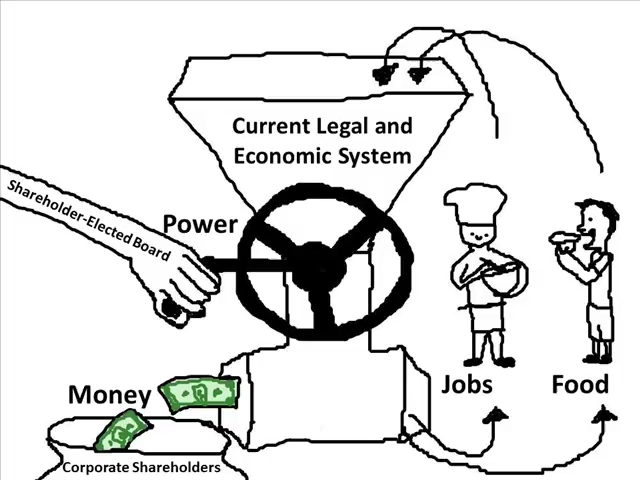 Current Legal and
Economic System
Shareholder-Elected Board
Power
Jobs
Food
Money
Corporate Shareholders